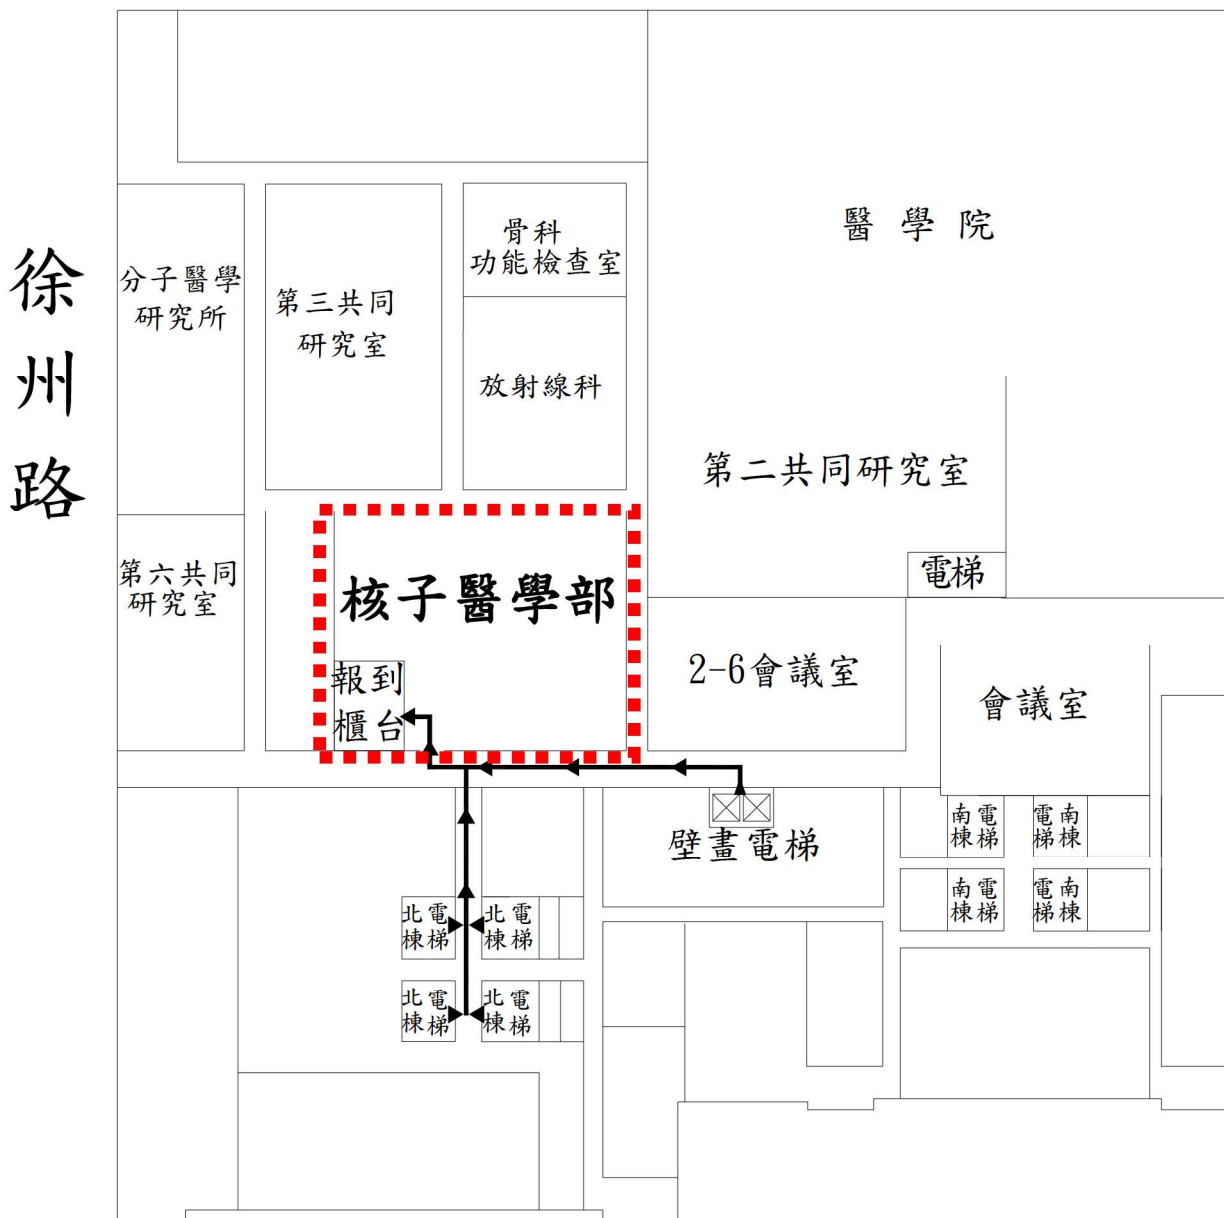 徐州路
醫學院
分子醫學
研究所
第三共同
研究室
骨科
功能檢查室
放射線科
第二共同研究室
電梯
第六共同
研究室
核子醫學部
報到
櫃台
2-6會議室
會議室
壁畫電梯
南棟電梯
電梯南棟
南棟電梯
電梯南棟
北棟電梯
北棟電梯
北棟電梯
北棟電梯